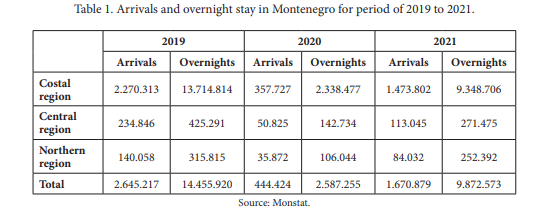 Table 1. Arrivals and overnight stay in Montenegro for period of 2019 to 2021.
2019 2020 2021
Arrivals Overnights Arrivals Overnights Arrivals Overnights
Costal region 2.270.313 13.714.814 357.727 2.338.477 1.473.802 9.348.706
Central region 234.846 425.291 50.825 142.734 113.045 271.475
Northern region 140.058 315.815 35.872 106.044 84.032 252.392
Total 2.645.217 14.455.920 444.424 2.587.255 1.670.879 9.872.573
Source: Monstat.